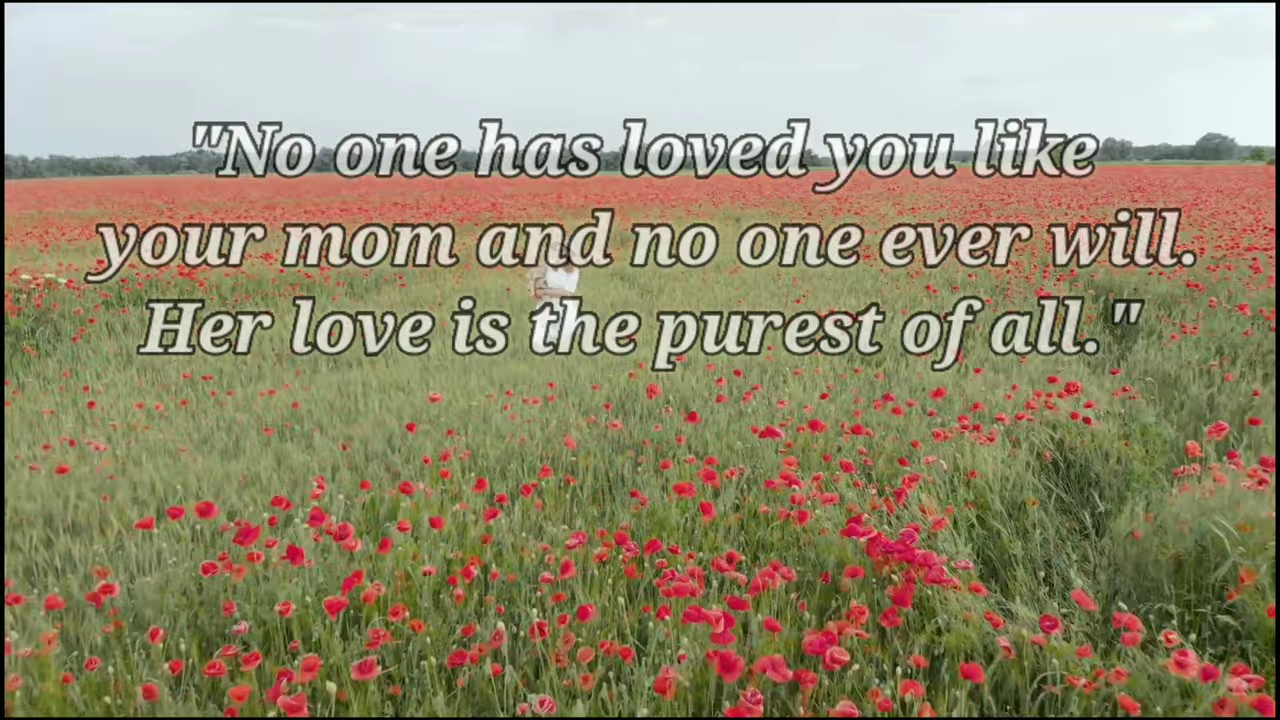 "No one has loved you like
your mom and no one ever will.
Her love is the purest of all."